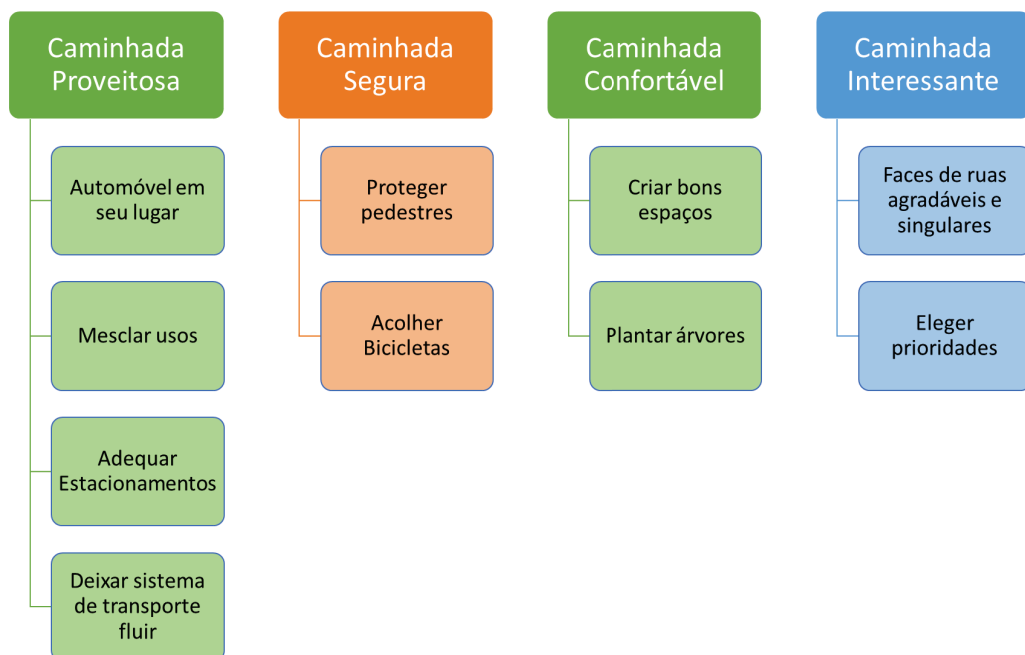 Caminhada
Proveitosa
Automóvel em
seu lugar
Mesclar usos
Adequar
Estacionamentos
Deixar sistema
de transporte
fluir
Caminhada
Segura
Proteger
pedestres
Acolher
Bicicletas
Caminhada
Confortável
Criar bons
espaços
Plantar árvores
Caminhada
Interessante
Faces de ruas
agradáveis e
singulares
Eleger
prioridades